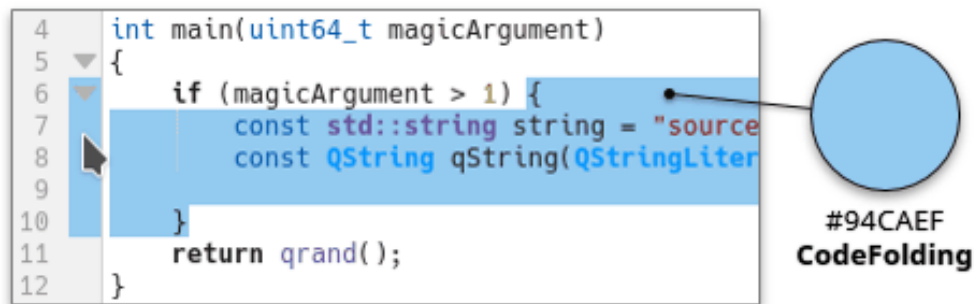 4 int main(uint64_t magicArgument)
5 {
6 if (magicArgument > 1) {
7 const std::string string = "source
8 const QString qString(QStringLiter
9
10 }
11 return qrand();
12 }
#94CAEF
CodeFolding